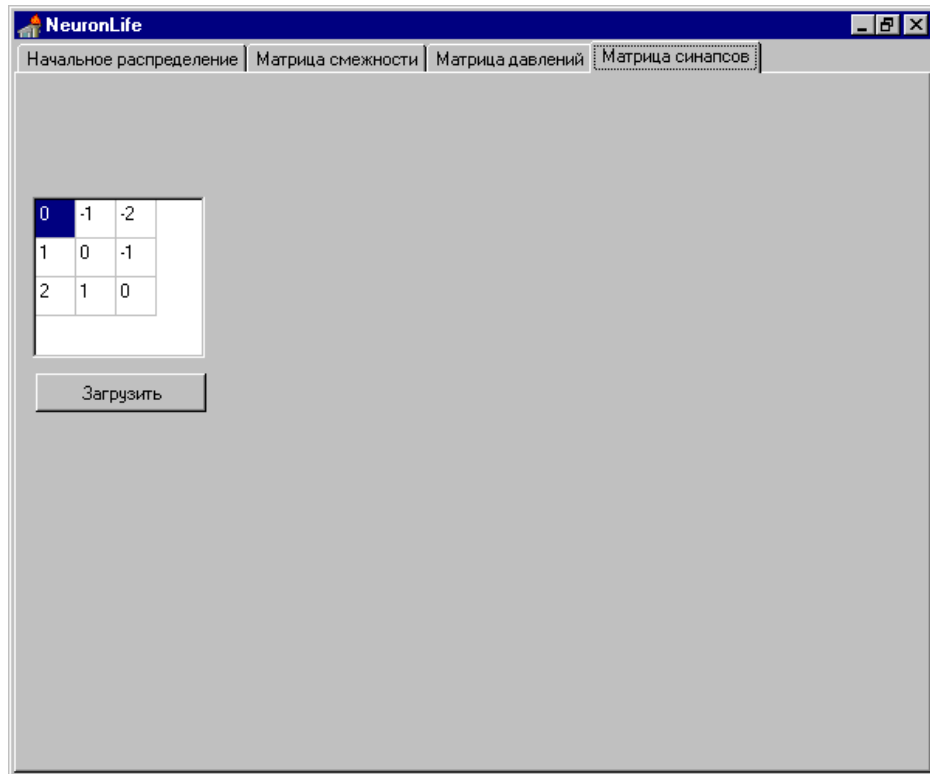 NeuronLife
Начальное распределение Матрица смежности Матрица давлений Матрица синапсов
0 -1 -2
1 0 -1
2 1 0
Загрузить